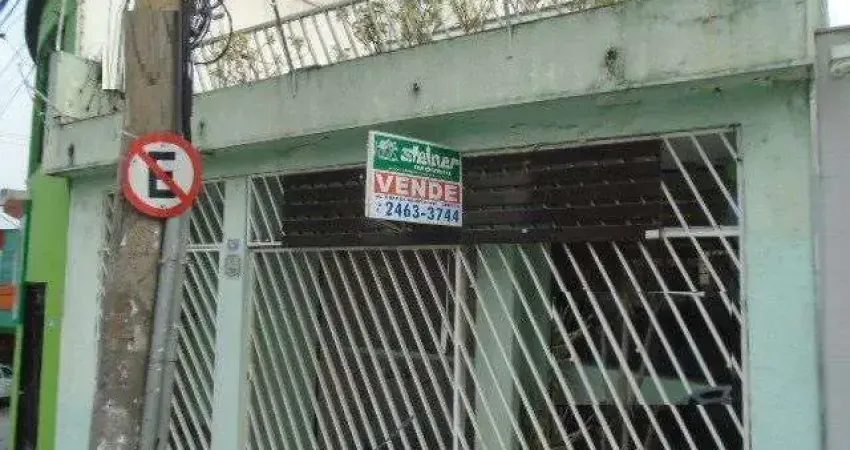 E
steiner
VENDE
2463-3744